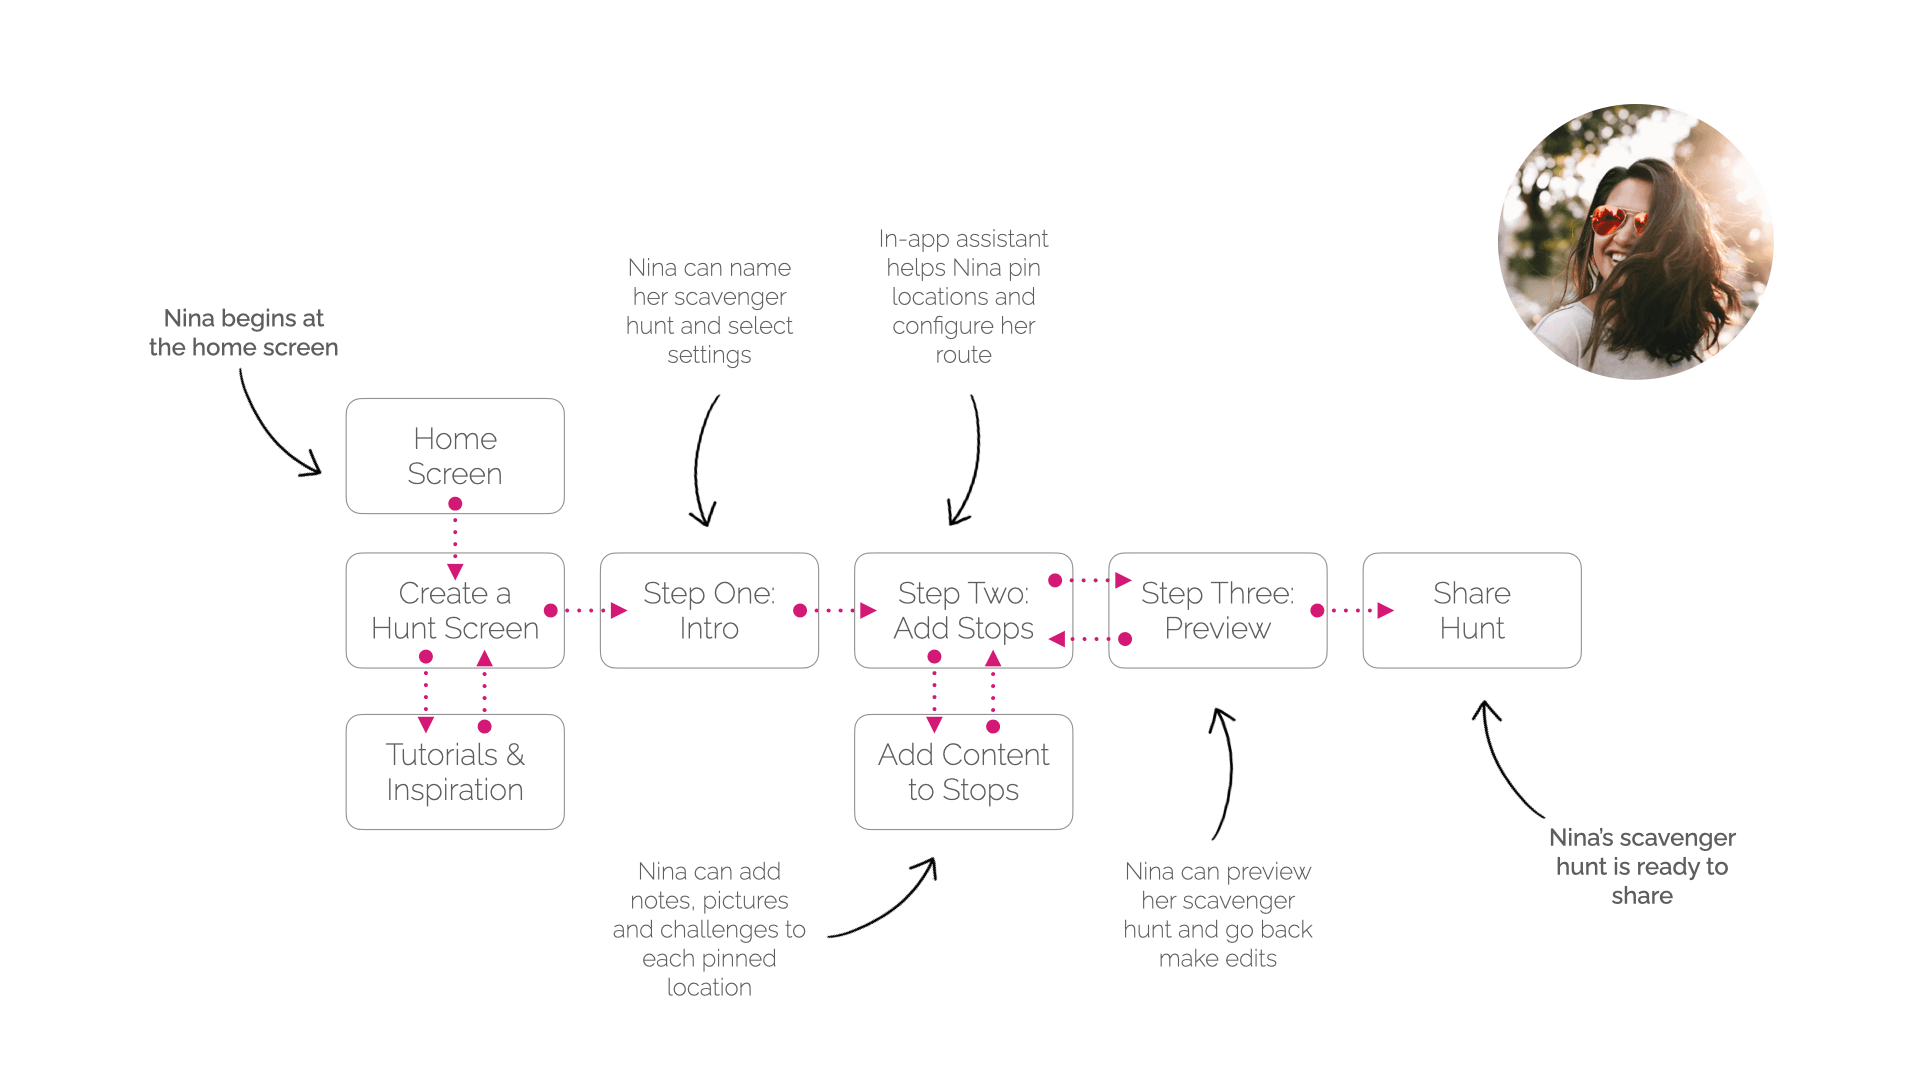 Nina begins at
the home screen
Nina can name
her scavenger
hunt and select
settings
In-app assistant
helps Nina pin
locations and
configure her
route
Home
Screen
Create a
Hunt Screen
Step One:
Intro
Step Two:
Add Stops
Step Three:
Preview
Share
Hunt
Tutorials &
Inspiration
Add Content
to Stops
Nina can add
notes, pictures
and challenges to
each pinned
location
Nina can preview
her scavenger
hunt and go back
make edits
Nina's scavenger
hunt is ready to
share